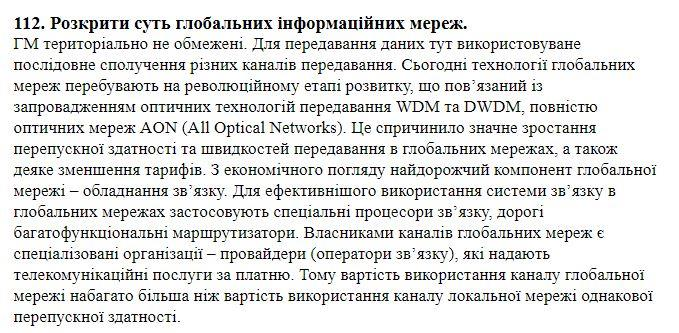 112. Розкрити суть глобальних інформаційних мереж.
ГМ територіально не обмежені. Для передавання даних тут використовуване
послідовне сполучення різних каналів передавання. Сьогодні технології глобальних
мереж перебувають на революційному етапі розвитку, що пов’язаний із
запровадженням оптичних технологій передавання WDM та DWDM, повністю
оптичних мереж AON (All Optical Networks). Це спричинило значне зростання
перепускної здатності та швидкостей передавання в глобальних мережах, а також
деяке зменшення тарифів. З економічного погляду найдорожчий компонент глобальної
мережі – обладнання зв’язку. Для ефективнішого використання системи зв’язку в
глобальних мережах застосовують спеціальні процесори зв’язку, дорогі
багатофункціональні маршрутизатори. Власниками каналів глобальних мереж є
спеціалізовані організації – провайдери (оператори зв’язку), які надають
телекомунікаційні послуги за платню. Тому вартість використання каналу глобальної
мережі набагато більша ніж вартість використання каналу локальної мережі однакової
перепускної здатності.